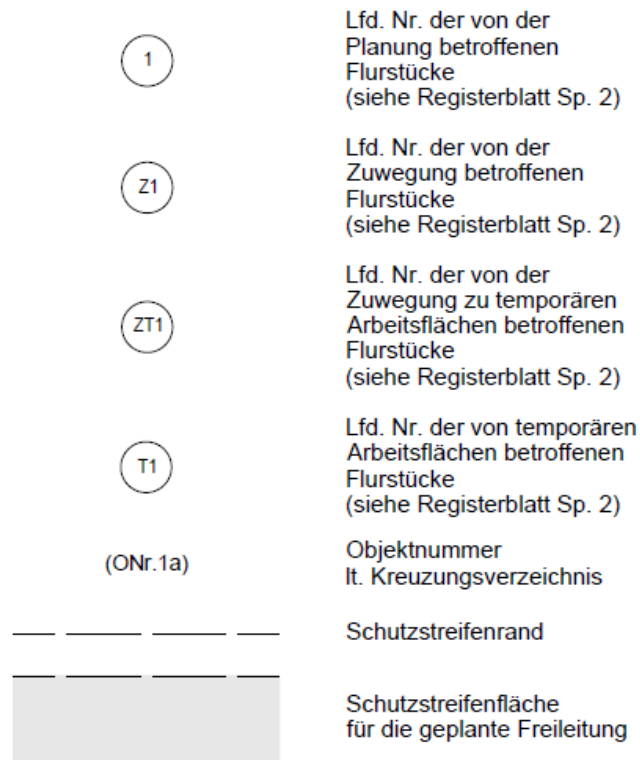 1
Lfd. Nr. der von der
Planung betroffenen
Flurstücke
(siehe Registerblatt Sp. 2)
Z1
Lfd. Nr. der von der
Zuwegung betroffenen
Flurstücke
(siehe Registerblatt Sp. 2)
ZT1
Lfd. Nr. der von der
Zuwegung zu temporären
Arbeitsflächen betroffenen
Flurstücke
(siehe Registerblatt Sp. 2)
T1
Lfd. Nr. der von temporären
Arbeitsflächen betroffenen
Flurstücke
(siehe Registerblatt Sp. 2)
(ONr.1a)
Objektnummer
lt. Kreuzungsverzeichnis
Schutzstreifenrand
Schutzstreifenfläche
für die geplante Freileitung